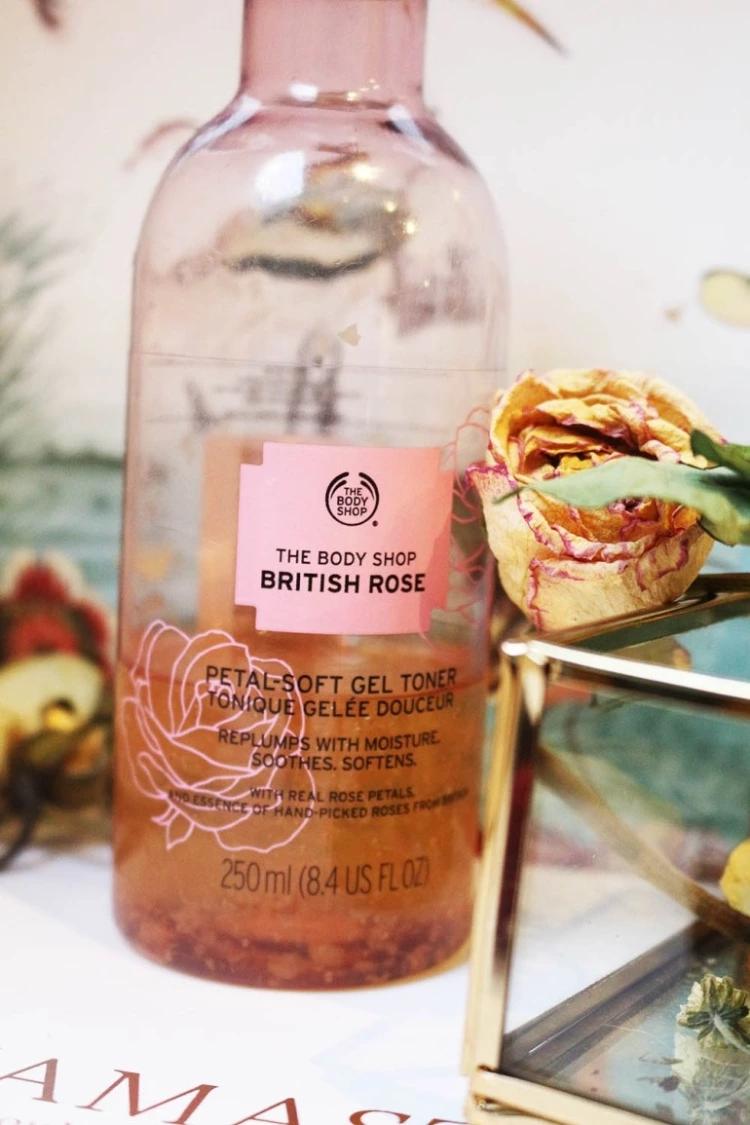 THE
BODY
SHOP
THE BODY SHOP
BRITISH ROSE
PETAL-SOFT GEL TONER
TONIQUE GELÉE DOUCEUR
REPLUMPS WITH MOISTURE.
SOOTHES. SOFTENS.
WITH REAL ROSE PETALS,
AND ESSENCE OF HAND-PICKED ROSES FROM BRITAIN
250 ml (8.4 US FL OZ)
AMAST